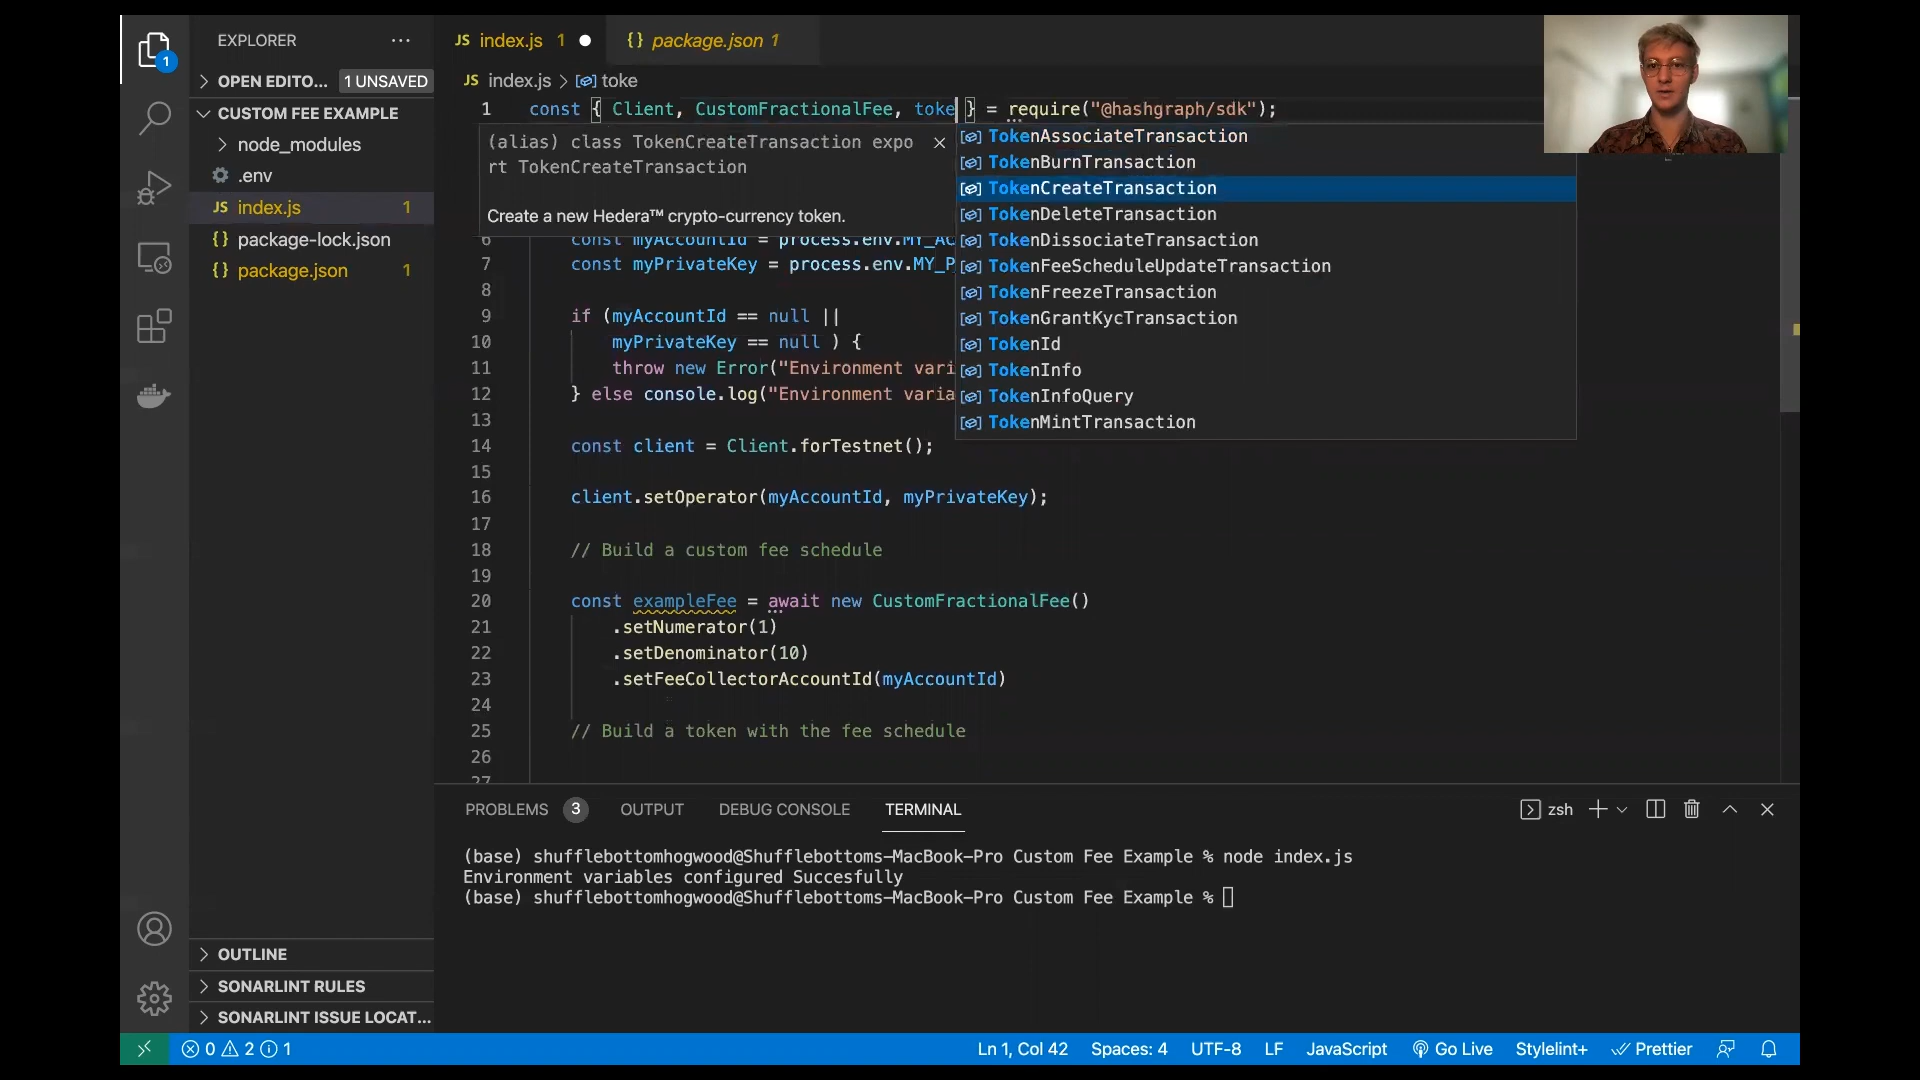 EXPLORER
···
JS index.js 1
{} package.json 1
1
OPEN EDITO... 1 UNSAVED
JS index.js > toke
CUSTOM FEE EXAMPLE
node_modules
.env
JS index.js 1
{} package-lock.json
{} package.json 1
1 const { Client, CustomFractionalFee, toke } = require("@hashgraph/sdk");
(alias) class TokenCreateTransaction expo
rt TokenCreateTransaction
Create a new Hedera™ crypto-currency token.
TokenAssociateTransaction
TokenBurnTransaction
TokenCreateTransaction
TokenDeleteTransaction
TokenDissociateTransaction
TokenFeeScheduleUpdateTransaction
TokenFreezeTransaction
TokenGrantKycTransaction
TokenId
TokenInfo
TokenInfoQuery
TokenMintTransaction
6 const myAccountId = process.env.MY_AC
7 const myPrivateKey = process.env.MY_P
8
9 if (myAccountId == null ||
10 myPrivateKey == null ) {
11 throw new Error("Environment vari
12 } else console.log("Environment varia
13
14 const client = Client.forTestnet();
15
16 client.setOperator(myAccountId, myPrivateKey);
17
18 // Build a custom fee schedule
19
20 const exampleFee = await new CustomFractionalFee()
21 .setNumerator(1)
22 .setDenominator(10)
23 .setFeeCollectorAccountId(myAccountId)
24
25 // Build a token with the fee schedule
26
27
PROBLEMS 3 OUTPUT DEBUG CONSOLE TERMINAL
zsh
(base) shufflebottomhogwood@Shufflebottoms-MacBook-Pro Custom Fee Example % node index.js
Environment variables configured Succesfully
(base) shufflebottomhogwood@Shufflebottoms-MacBook-Pro Custom Fee Example %
OUTLINE
SONARLINT RULES
SONARLINT ISSUE LOCAT...
0 2 1
Ln 1, Col 42 Spaces: 4 UTF-8 LF JavaScript Go Live Stylelint+ Prettier